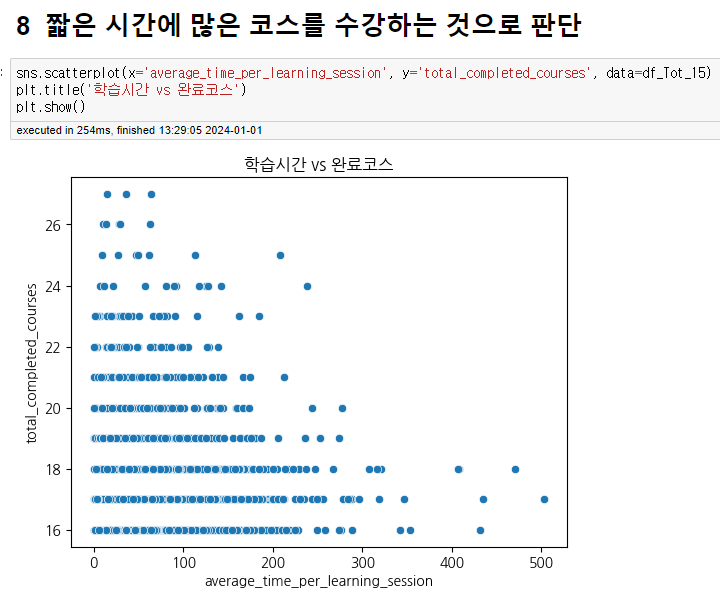 8 짧은 시간에 많은 코스를 수강하는 것으로 판단
:
sns.scatterplot(x='average_time_per_learning_session', y='total_completed_courses', data=df_Tot_15)
plt.title('학습시간 vs 완료코스')
plt.show()
executed in 254ms, finished 13:29:05 2024-01-01
학습시간 vs 완료코스
total_completed_courses
26
24
22
20
18
16
0 100 200 300 400 500
average_time_per_learning_session